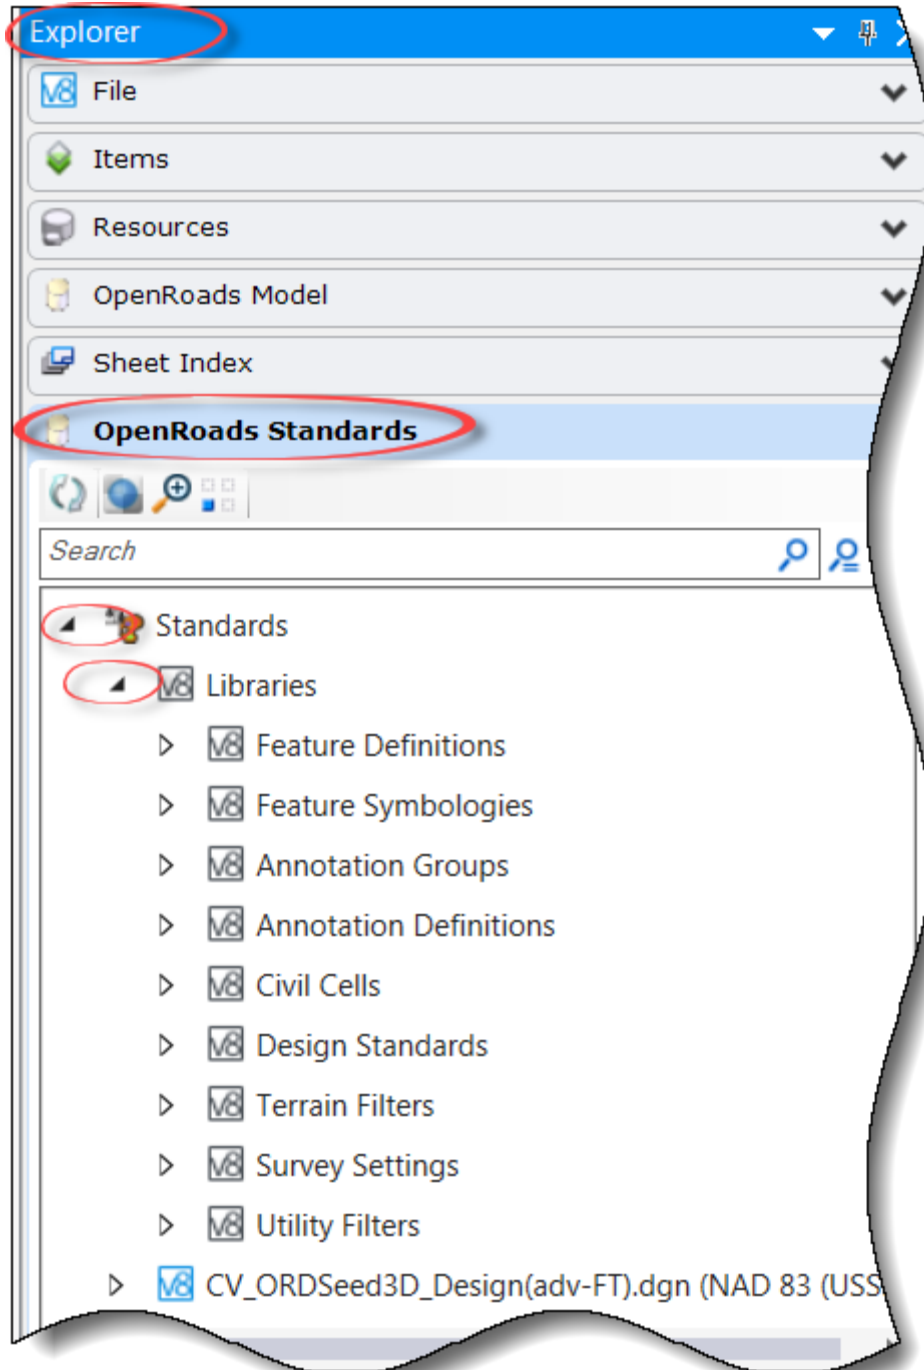 Explorer
File
Items
Resources
OpenRoads Model
Sheet Index
OpenRoads Standards
Search
Standards
Libraries
Feature Definitions
Feature Symbologies
Annotation Groups
Annotation Definitions
Civil Cells
Design Standards
Terrain Filters
Survey Settings
Utility Filters
CV_ORDSeed3D_Design(adv-FT).dgn (NAD 83 (USS